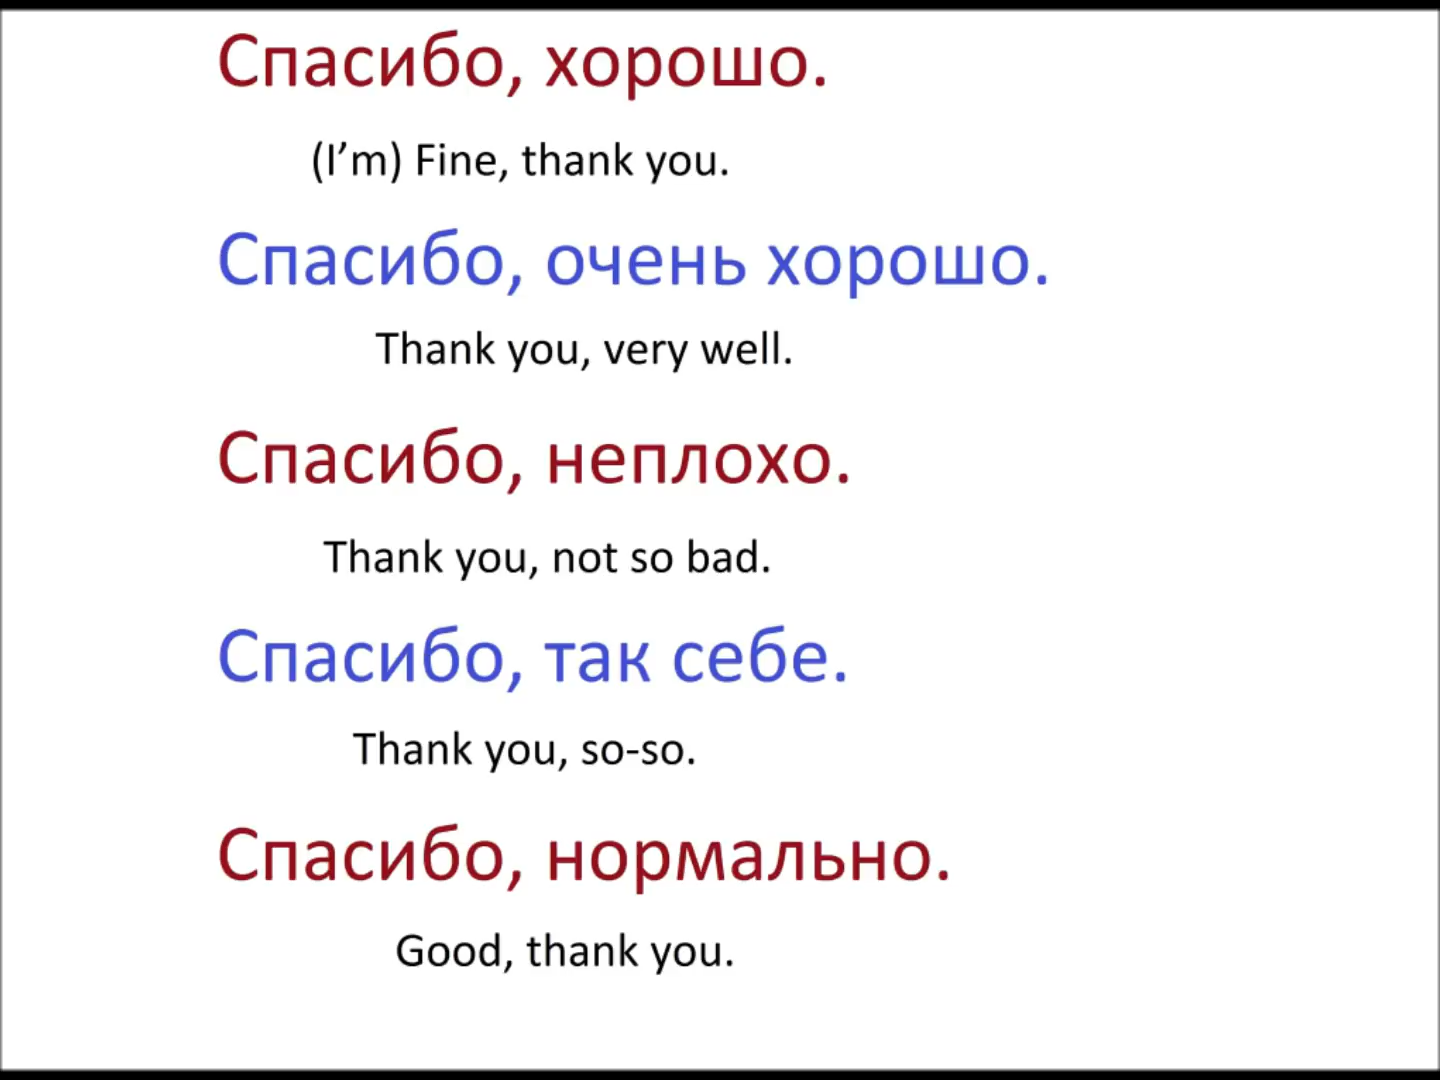 Спасибо, хорошо.
(I’m) Fine, thank you.
Спасибо, очень хорошо.
Thank you, very well.
Спасибо, неплохо.
Thank you, not so bad.
Спасибо, так себе.
Thank you, so-so.
Спасибо, нормально.
Good, thank you.